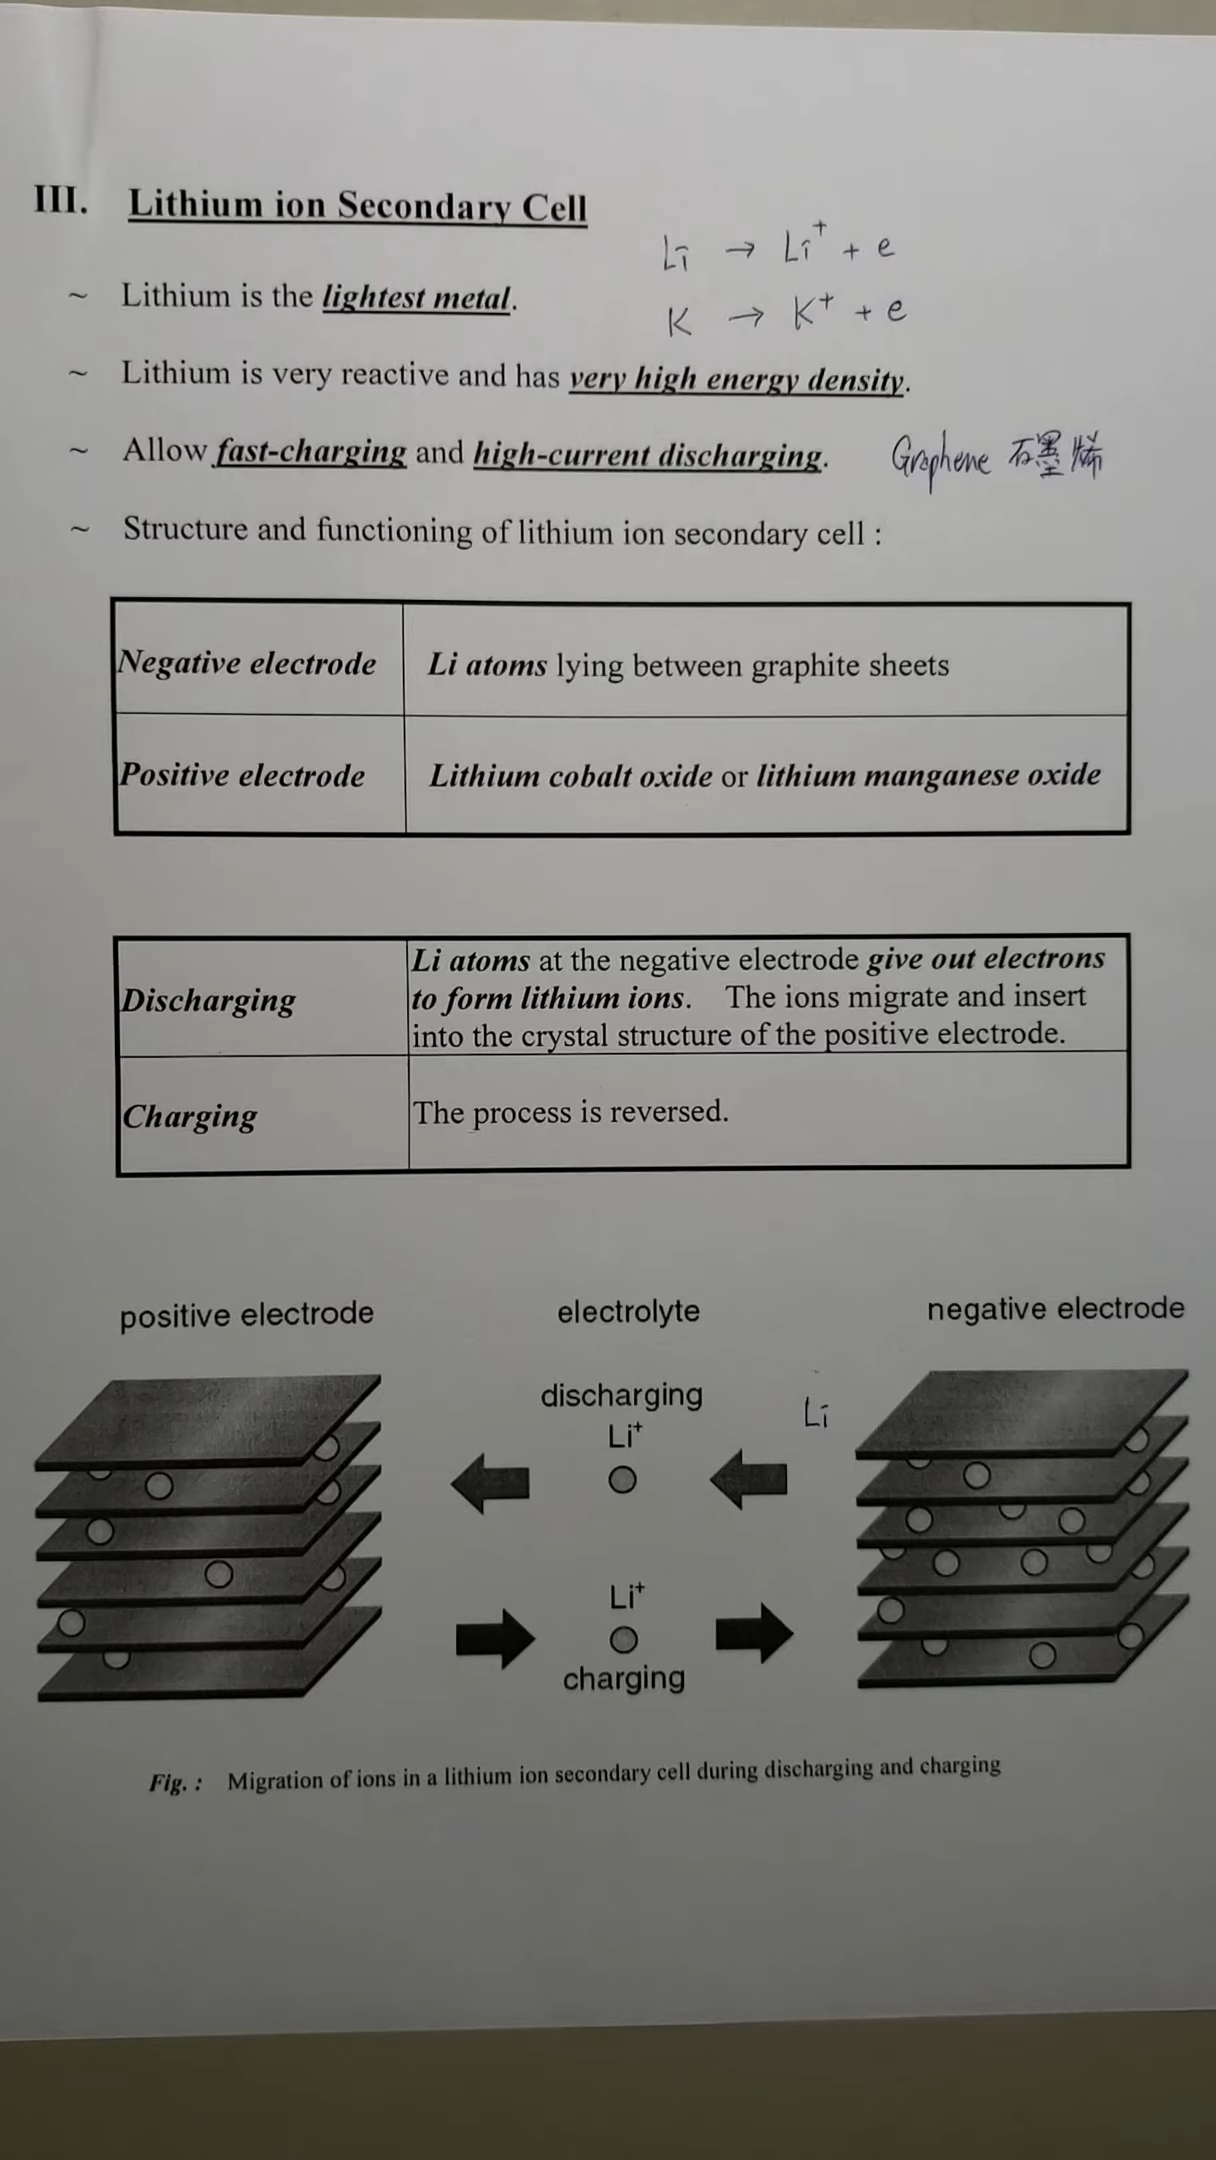 III. Lithium ion Secondary Cell
Li → Li⁺ + e
~ Lithium is the lightest metal.
K → K⁺ + e
~ Lithium is very reactive and has very high energy density.
~ Allow fast-charging and high-current discharging.
Graphene 石墨烯
~ Structure and functioning of lithium ion secondary cell :
Negative electrode
Li atoms lying between graphite sheets
Positive electrode
Lithium cobalt oxide or lithium manganese oxide
Discharging
Li atoms at the negative electrode give out electrons
to form lithium ions. The ions migrate and insert
into the crystal structure of the positive electrode.
Charging
The process is reversed.
positive electrode
electrolyte
negative electrode
discharging
Li⁺
Li
Li⁺
charging
Fig. : Migration of ions in a lithium ion secondary cell during discharging and charging